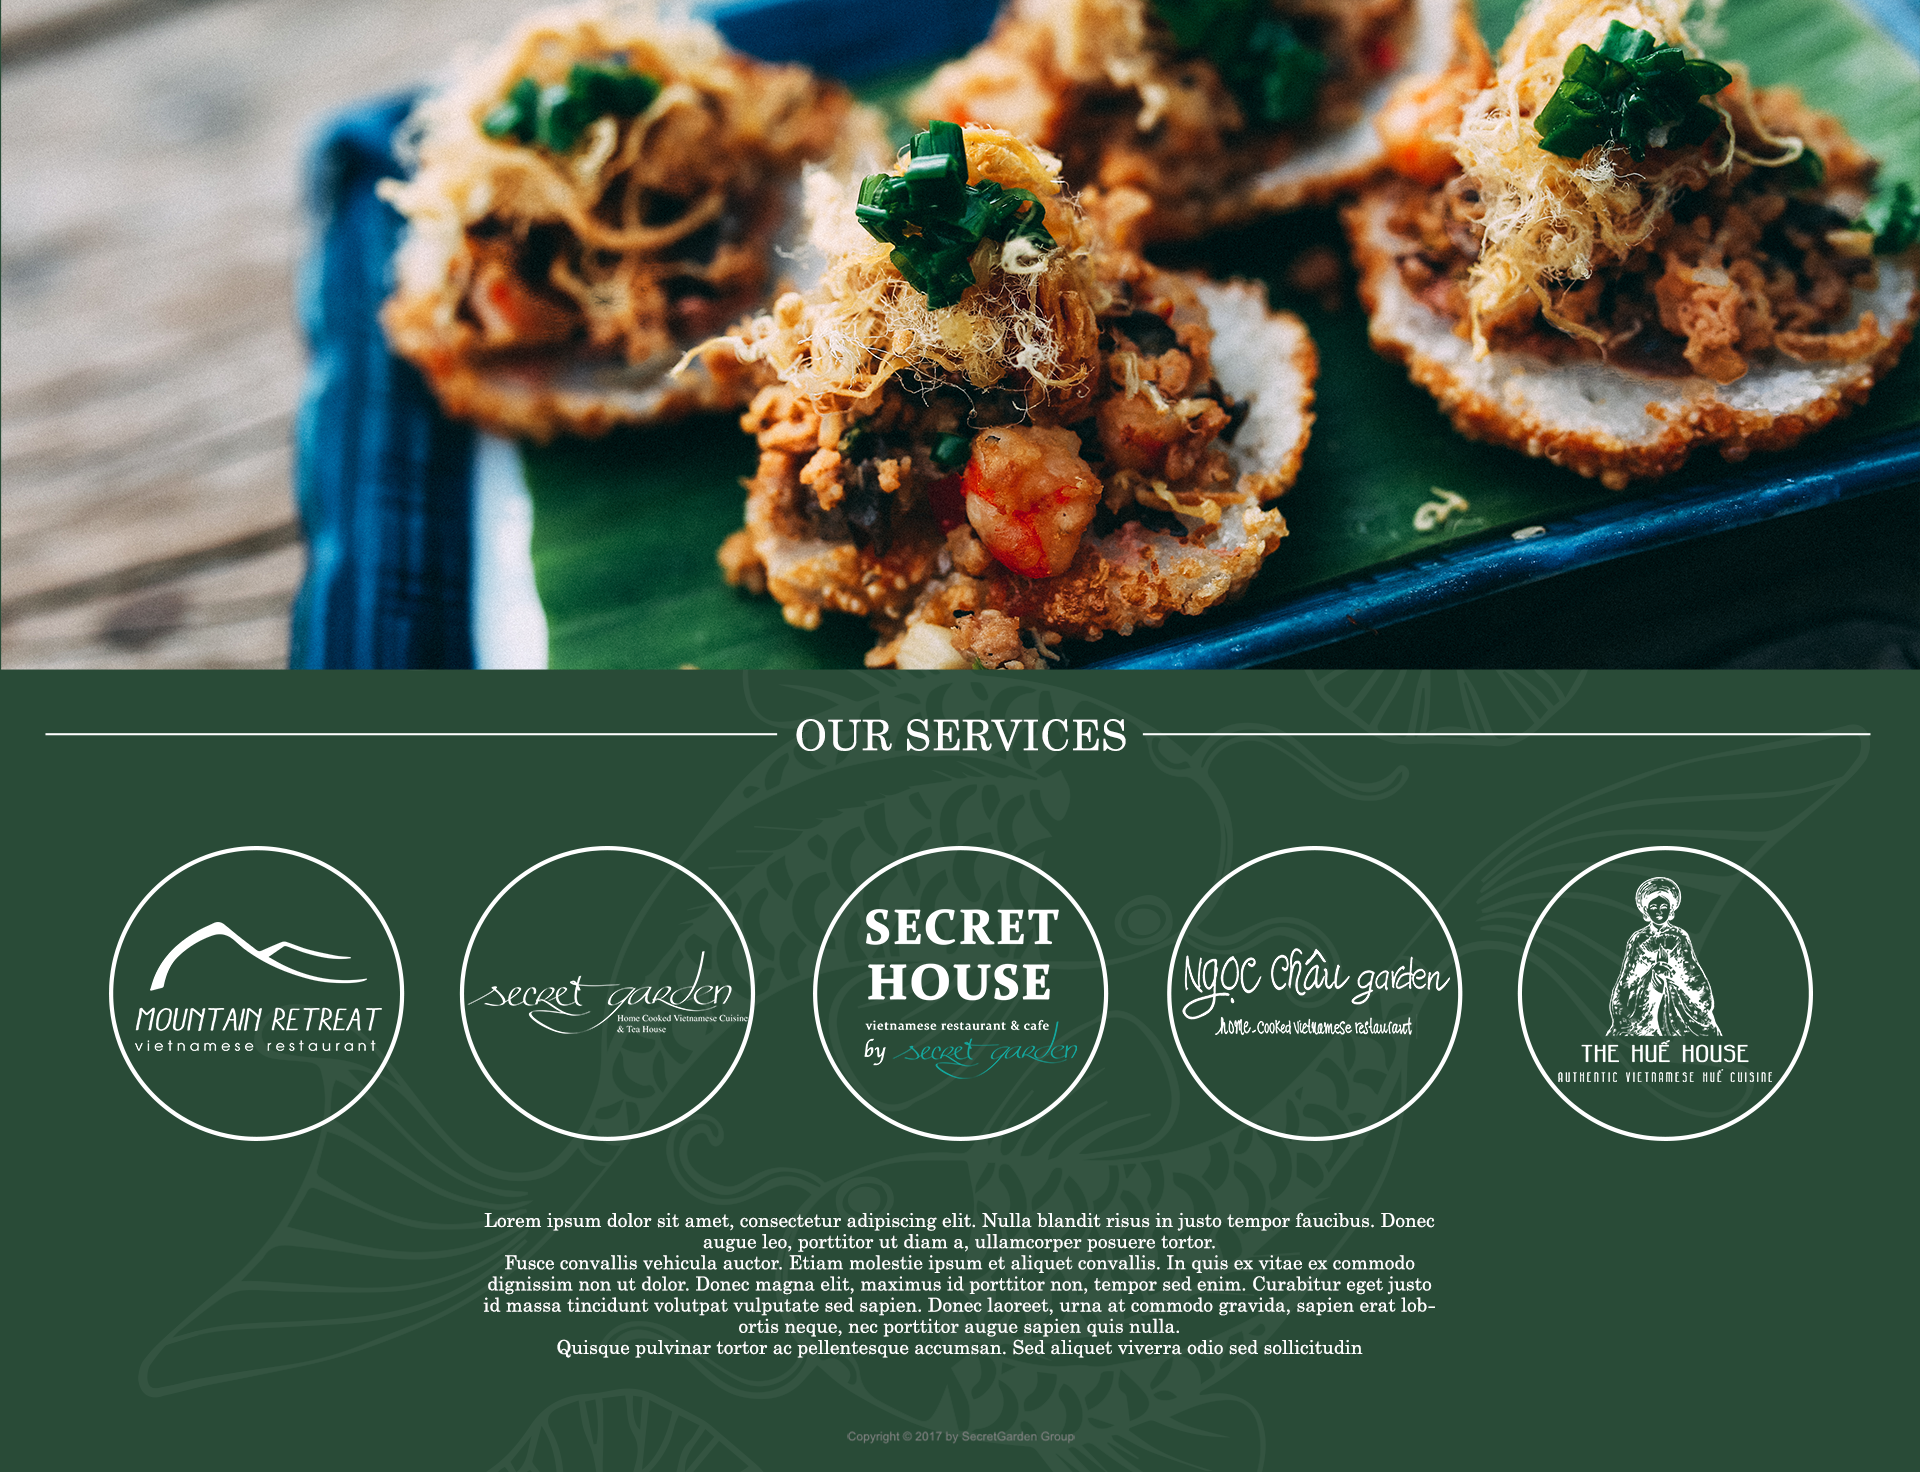 OUR SERVICES
MOUNTAIN RETREAT
vietnamese restaurant
secret garden
Home Cooked Vietnamese Cuisine
& Tea House
SECRET
HOUSE
vietnamese restaurant & cafe
by secret garden
NGỌC Châu garden
home-cooked vietnamese restaurant
THE HUẾ HOUSE
AUTHENTIC VIETNAMESE HUẾ CUISINE
Lorem ipsum dolor sit amet, consectetur adipiscing elit. Nulla blandit risus in justo tempor faucibus. Donec
augue leo, porttitor ut diam a, ullamcorper posuere tortor.
Fusce convallis vehicula auctor. Etiam molestie ipsum et aliquet convallis. In quis ex vitae ex commodo
dignissim non ut dolor. Donec magna elit, maximus id porttitor non, tempor sed enim. Curabitur eget justo
id massa tincidunt volutpat vulputate sed sapien. Donec laoreet, urna at commodo gravida, sapien erat lob-
ortis neque, nec porttitor augue sapien quis nulla.
Quisque pulvinar tortor ac pellentesque accumsan. Sed aliquet viverra odio sed sollicitudin
Copyright © 2017 by SecretGarden Group